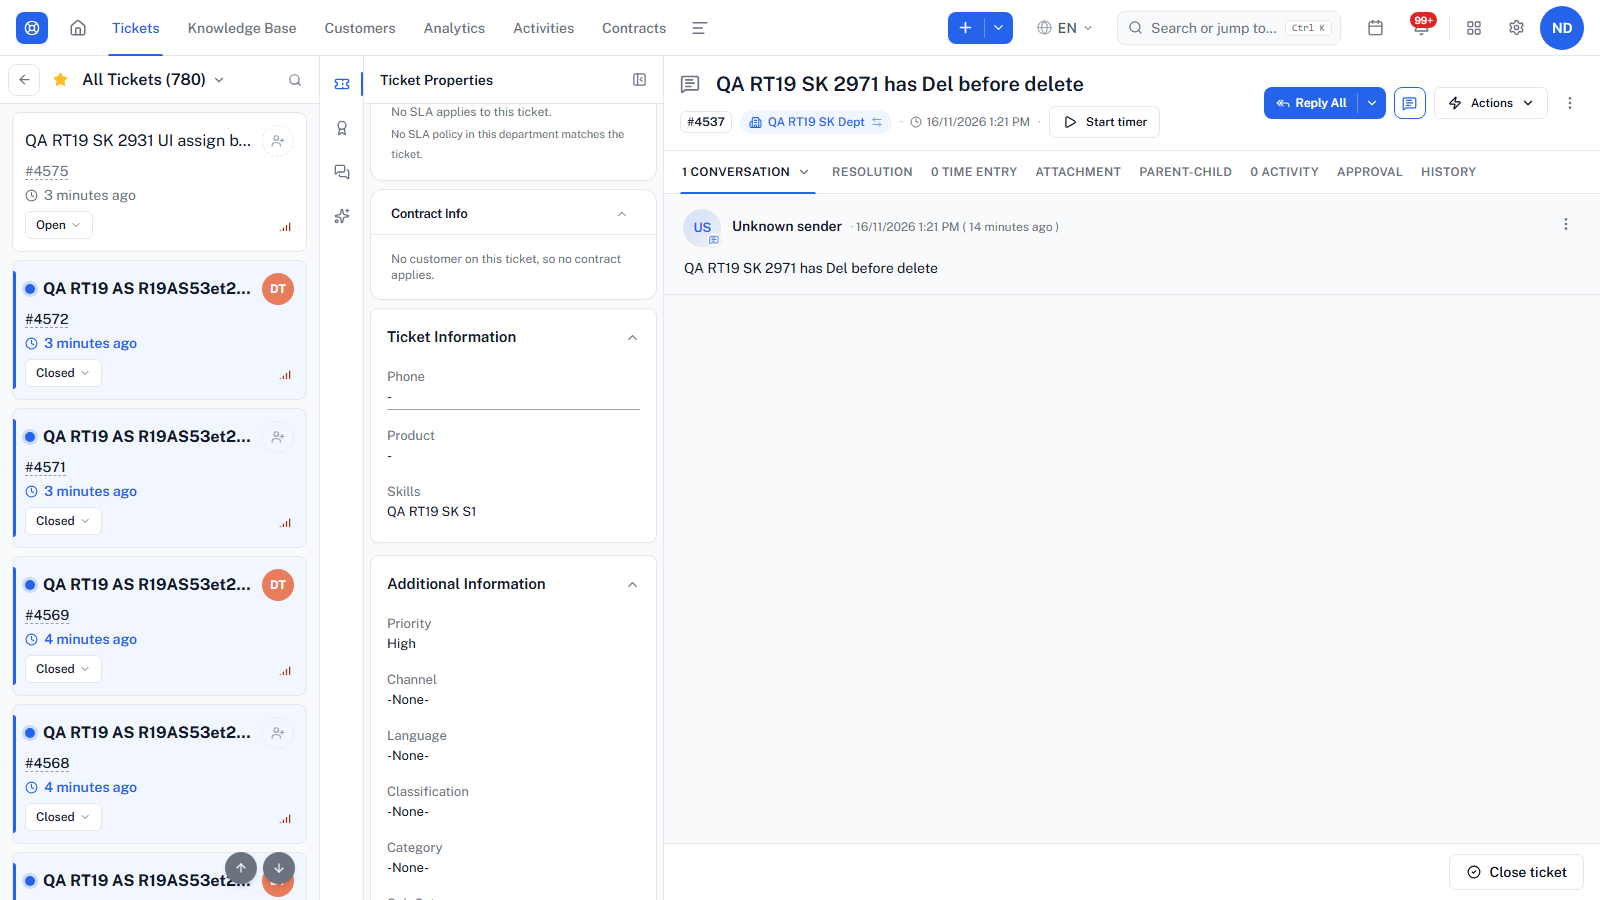 Tickets
Knowledge Base
Customers
Analytics
Activities
Contracts
EN
Search or jump to...
Ctrl K
99+
ND
All Tickets (780)
QA RT19 SK 2931 UI assign b...
#4575
3 minutes ago
Open
QA RT19 AS R19AS53et2...
DT
#4572
3 minutes ago
Closed
QA RT19 AS R19AS53et2...
#4571
3 minutes ago
Closed
QA RT19 AS R19AS53et2...
DT
#4569
4 minutes ago
Closed
QA RT19 AS R19AS53et2...
#4568
4 minutes ago
Closed
QA RT19 AS R19AS53et2...
Ticket Properties
No SLA applies to this ticket.
No SLA policy in this department matches the
ticket.
Contract Info
No customer on this ticket, so no contract
applies.
Ticket Information
Phone
-
Product
-
Skills
QA RT19 SK S1
Additional Information
Priority
High
Channel
-None-
Language
-None-
Classification
-None-
Category
-None-
QA RT19 SK 2971 has Del before delete
#4537
QA RT19 SK Dept
· 16/11/2026 1:21 PM ·
Start timer
Reply All
Actions
1 CONVERSATION
RESOLUTION
0 TIME ENTRY
ATTACHMENT
PARENT-CHILD
0 ACTIVITY
APPROVAL
HISTORY
US
Unknown sender · 16/11/2026 1:21 PM ( 14 minutes ago )
QA RT19 SK 2971 has Del before delete
Close ticket